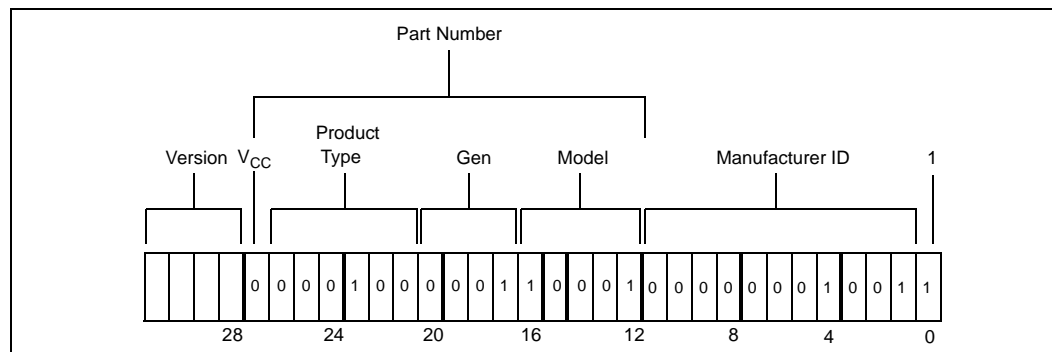 Part Number
Product
Version VCC Type Gen Model Manufacturer ID 1
0 0 0 0 1 0 0 0 0 0 1 1 0 0 0 1 0 0 0 0 0 0 0 1 0 0 1 1
28 24 20 16 12 8 4 0